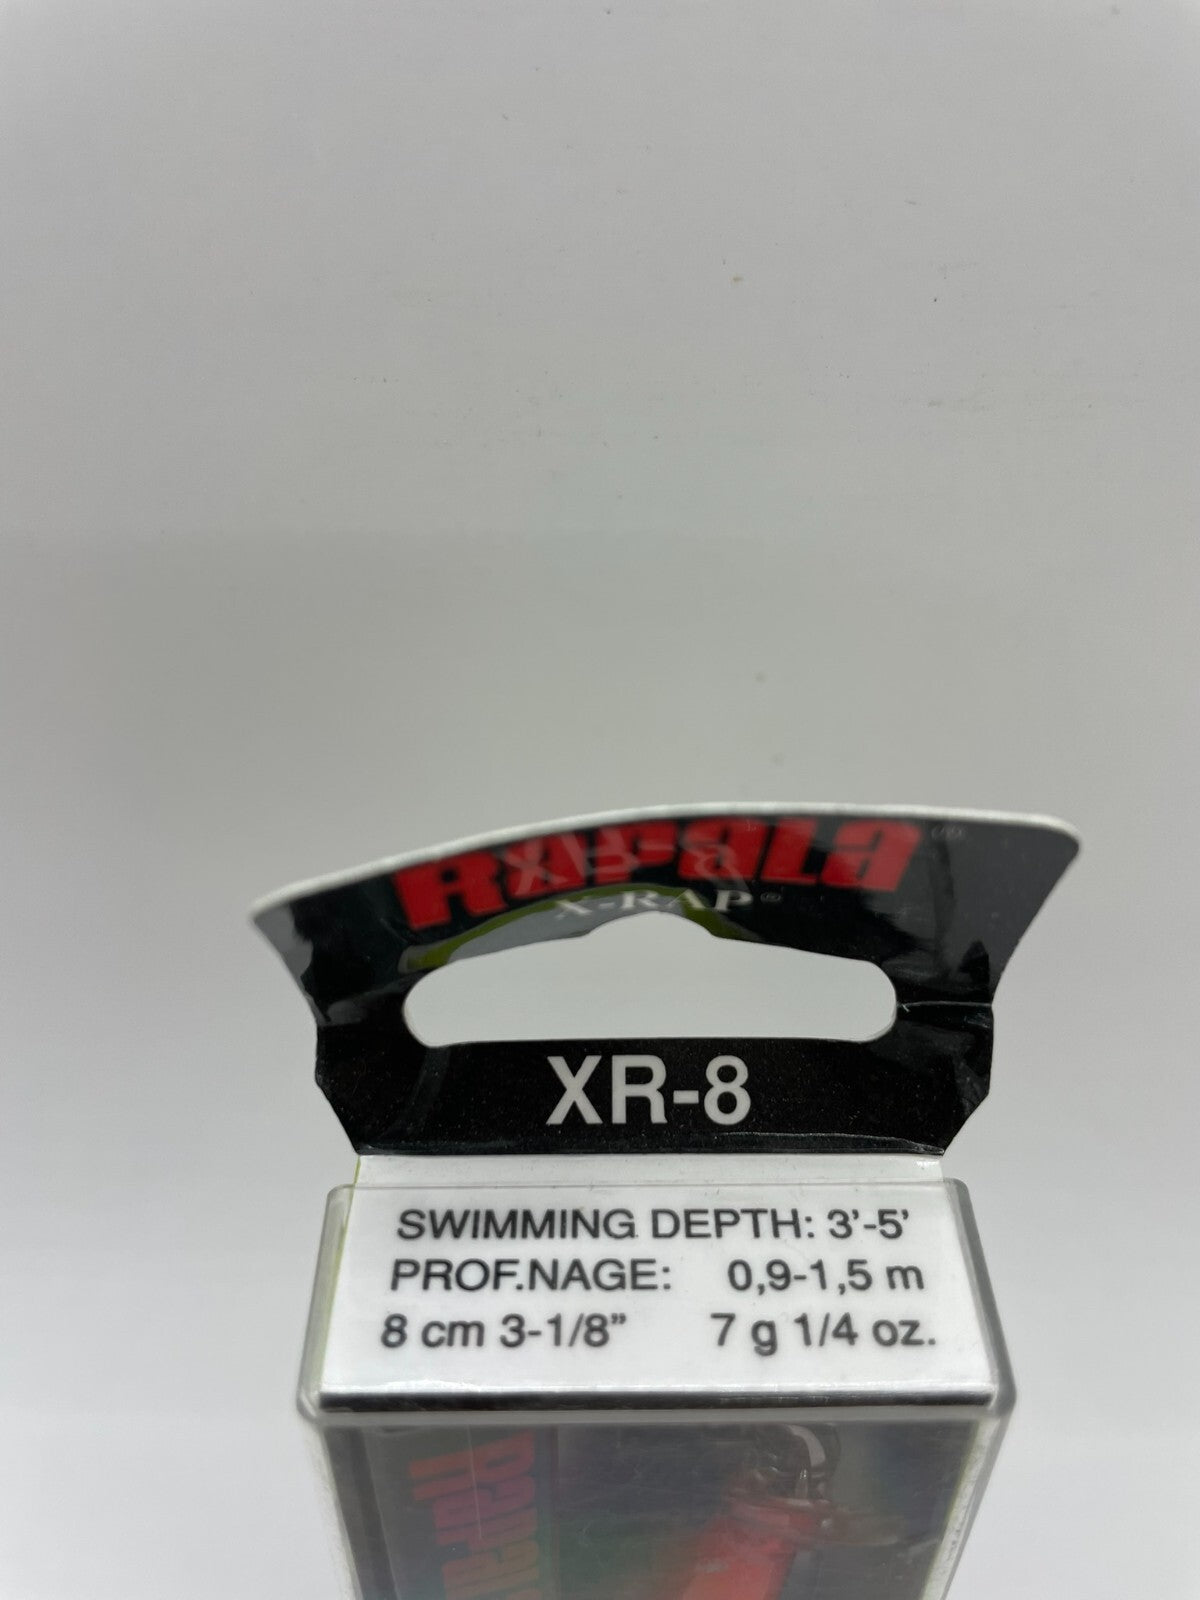 RAPALA®
X-RAP®
XR-8
SWIMMING DEPTH: 3'-5'
PROF.NAGE: 0,9-1,5 m
8 cm 3-1/8” 7 g 1/4 oz.
RAPALA